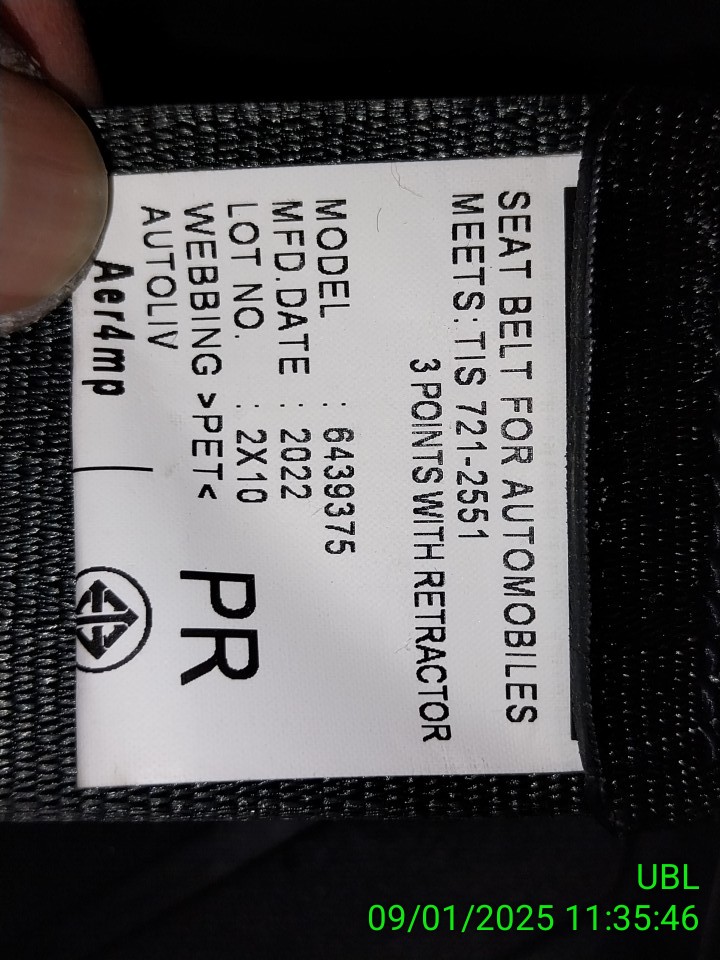 SEAT BELT FOR AUTOMOBILES
MEETS: TIS 721-2551
3 POINTS WITH RETRACTOR
MODEL : 6439375
MFD.DATE : 2022
LOT NO. : 2X10
WEBBING >PET<
PR
AUTOLIV
Aer4mp
UBL
09/01/2025 11:35:46